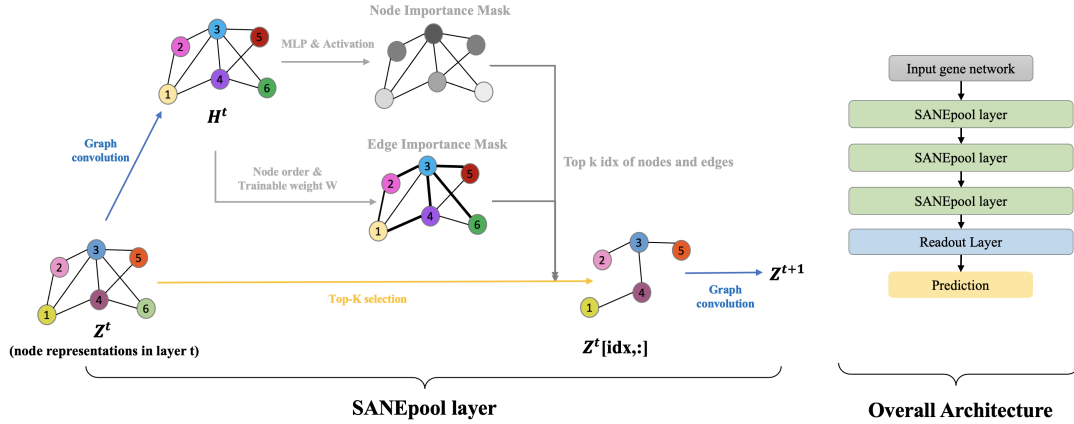 Node Importance Mask
3
2
5
4
1
6
H^t
MLP & Activation
Graph
convolution
Edge Importance Mask
Node order &
Trainable weight W
3
2
5
4
1
6
Top k idx of nodes and edges
3
2
5
4
1
6
Z^t
(node representations in layer t)
Top-K selection
3
2
5
4
1
Z^t[idx,:]
Graph
convolution
Z^{t+1}
SANEpool layer
Input gene network
SANEpool layer
SANEpool layer
SANEpool layer
Readout Layer
Prediction
Overall Architecture